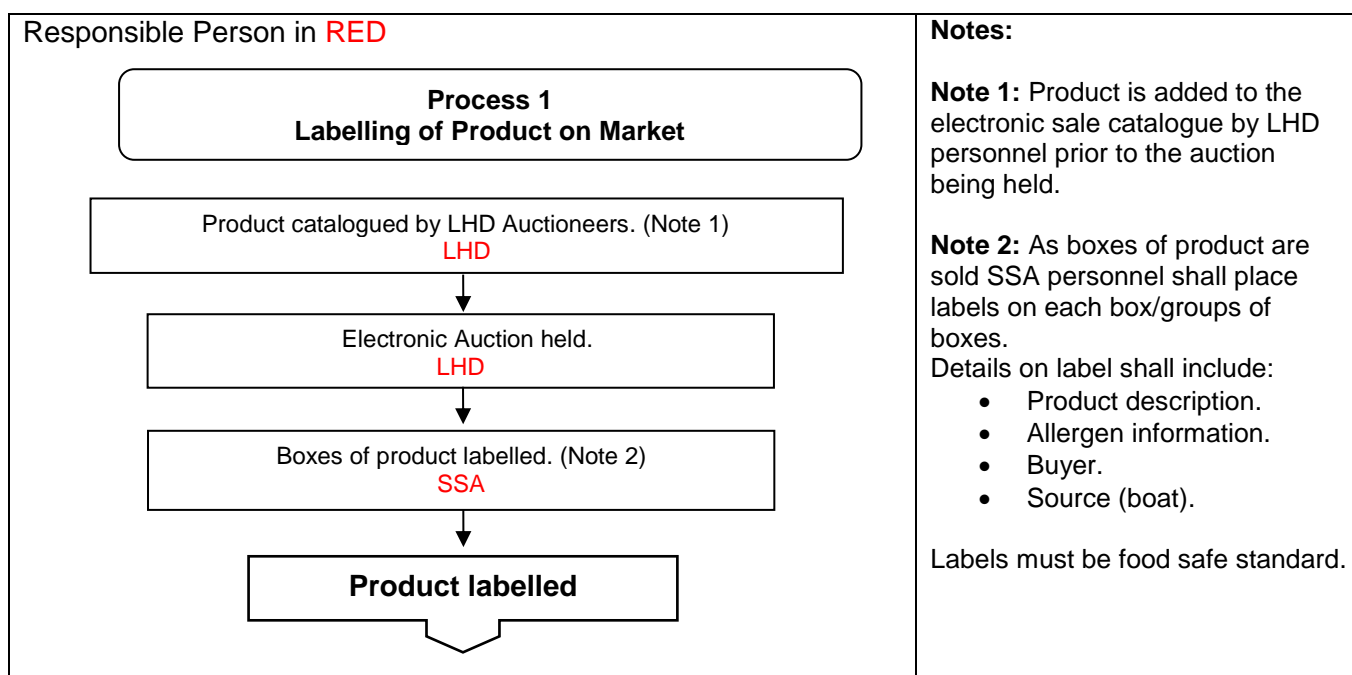 Responsible Person in RED
Process 1
Labelling of Product on Market
Product catalogued by LHD Auctioneers. (Note 1)
LHD
Electronic Auction held.
LHD
Boxes of product labelled. (Note 2)
SSA
Product labelled
Notes:
Note 1: Product is added to the
electronic sale catalogue by LHD
personnel prior to the auction
being held.
Note 2: As boxes of product are
sold SSA personnel shall place
labels on each box/groups of
boxes.
Details on label shall include:
• Product description.
• Allergen information.
• Buyer.
• Source (boat).
Labels must be food safe standard.